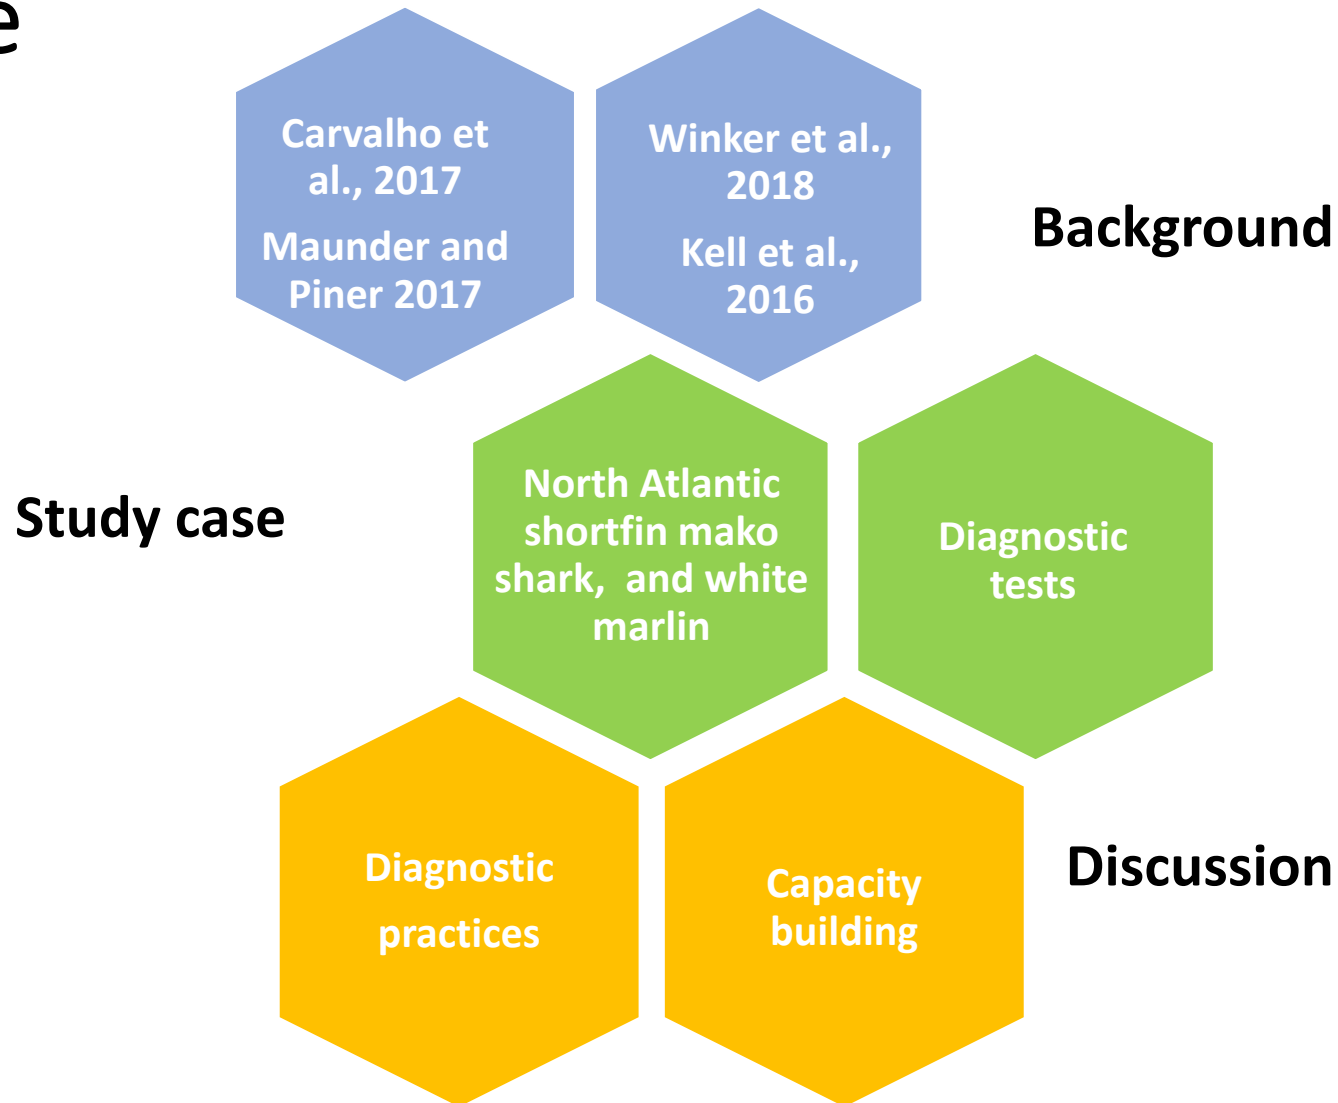 e
Carvalho et
al., 2017
Maunder and
Piner 2017
Winker et al.,
2018
Kell et al.,
2016
Background
Study case
North Atlantic
shortfin mako
shark,  and white
marlin
Diagnostic
tests
Diagnostic
practices
Capacity
building
Discussion